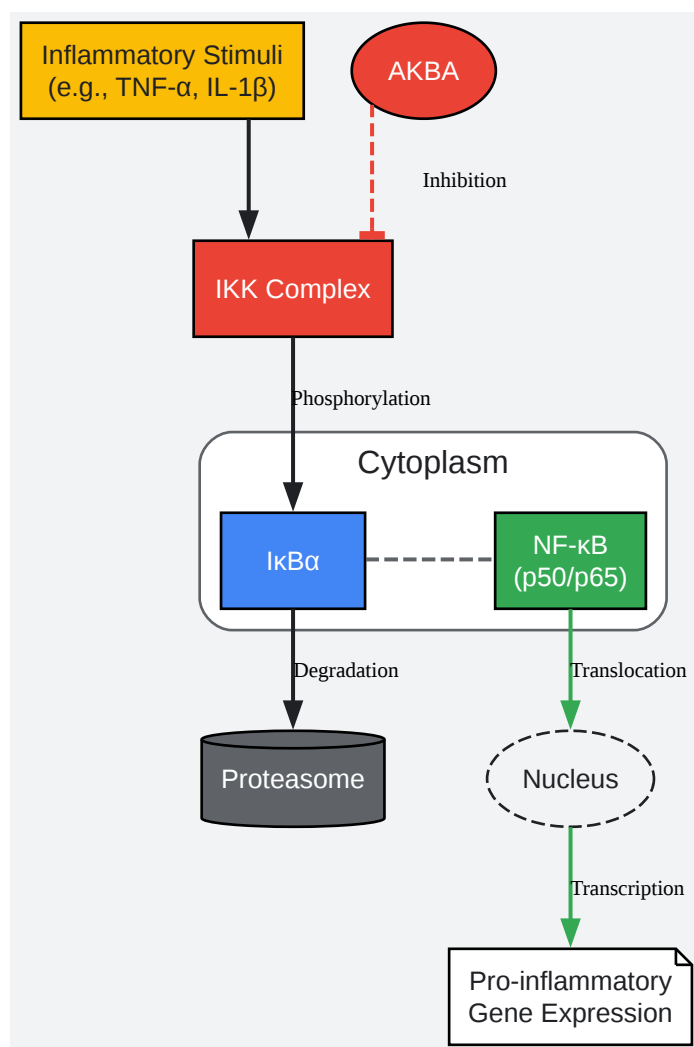 Inflammatory Stimuli
(e.g., TNF-α, IL-1β)
AKBA
Inhibition
IKK Complex
Phosphorylation
Cytoplasm
IκBα
NF-κB
(p50/p65)
Degradation
Translocation
Proteasome
Nucleus
Transcription
Pro-inflammatory
Gene Expression